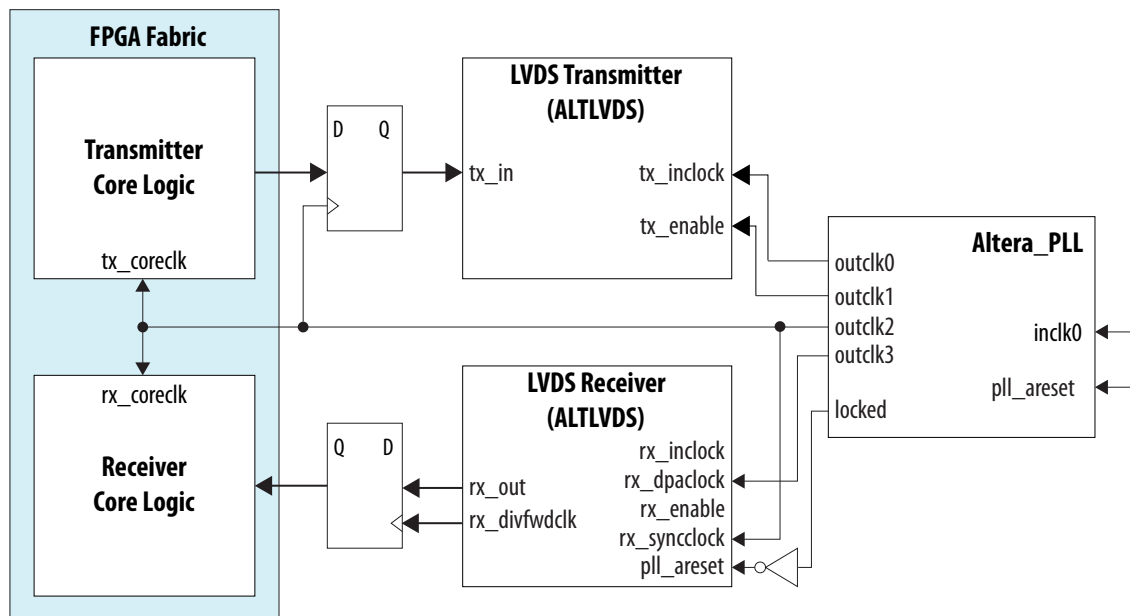 FPGA Fabric
Transmitter
Core Logic
tx_coreclk
D Q
LVDS Transmitter
(ALTLVDS)
tx_in
tx_inclock
tx_enable
Altera_PLL
outclk0
outclk1
outclk2
outclk3
locked
inclk0
pll_areset
rx_coreclk
Receiver
Core Logic
Q D
LVDS Receiver
(ALTLVDS)
rx_out
rx_divfwdclk
rx_inclock
rx_dpaclock
rx_enable
rx_syncclock
pll_areset